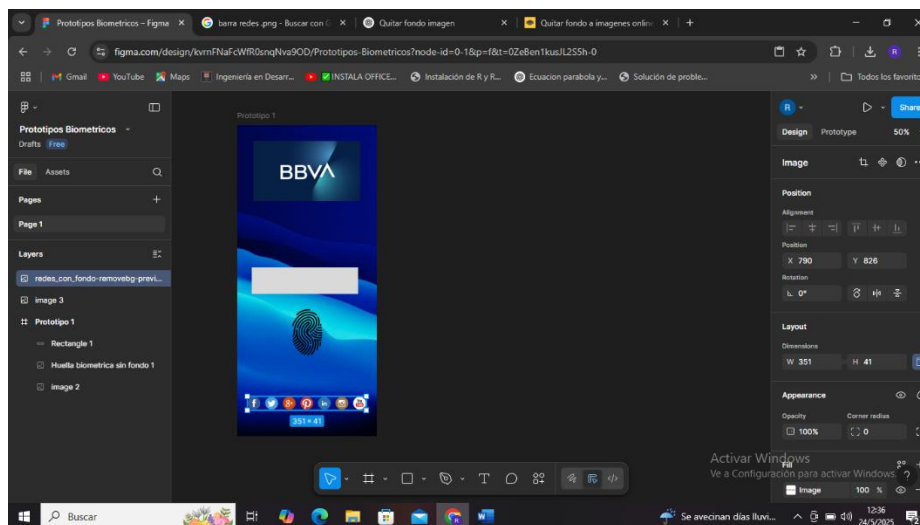 Prototipos Biometricos – Figma
barra redes .png - Buscar con
Quitar fondo imagen
Quitar fondo a imagenes online
figma.com/design/kvrnFNaFcWfR0snqNva9OD/Prototipos-Biometricos?node-id=0-1&p=f&t=0ZeBen1kusJL2S5h-0
Gmail
YouTube
Maps
Ingeniería en Desarr...
INSTALA OFFICE...
Instalación de R y R...
Ecuacion parabola y...
Solución de proble...
Todos los favorito
Prototipos Biometricos
Drafts Free
File Assets
Pages
Page 1
Layers
redes_con_fondo-removebg-previ...
image 3
Prototipo 1
Rectangle 1
Huella biometrica sin fondo 1
image 2
Prototipo 1
BBVA
351 × 41
R
Share
Design Prototype 50%
Image
Position
Alignment
Position
X 790 Y 826
Rotation
0°
Layout
Dimensions
W 351 H 41
Appearance
Opacity Corner radius
100% 0
Fill
Image 100 %
Activar Windows
Ve a Configuración para activar Windows.
Buscar
Se avecinan días lluvi...
12:36
24/5/2025